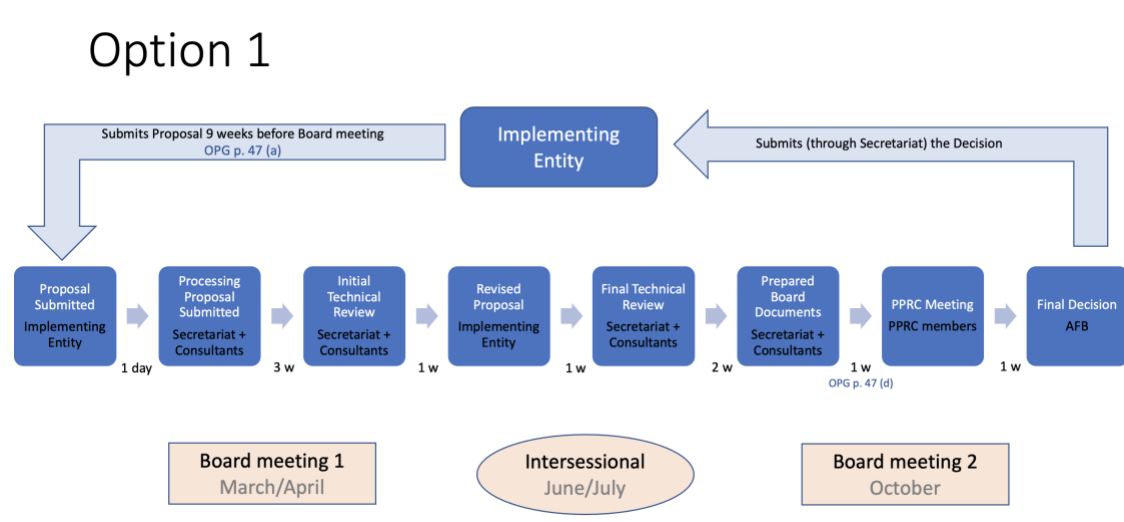 Option 1
Submits Proposal 9 weeks before Board meeting
OPG p. 47 (a)
Implementing
Entity
Submits (through Secretariat) the Decision
Proposal
Submitted
Implementing
Entity
1 day
Processing
Proposal
Submitted
Secretariat +
Consultants
3 w
Initial
Technical
Review
Secretariat +
Consultants
1 w
Revised
Proposal
Implementing
Entity
1 w
Final Technical
Review
Secretariat +
Consultants
2 w
Prepared
Board
Documents
Secretariat +
Consultants
1 w
OPG p. 47 (d)
PPRC Meeting
PPRC members
1 w
Final Decision
AFB
Board meeting 1
March/April
Intersessional
June/July
Board meeting 2
October